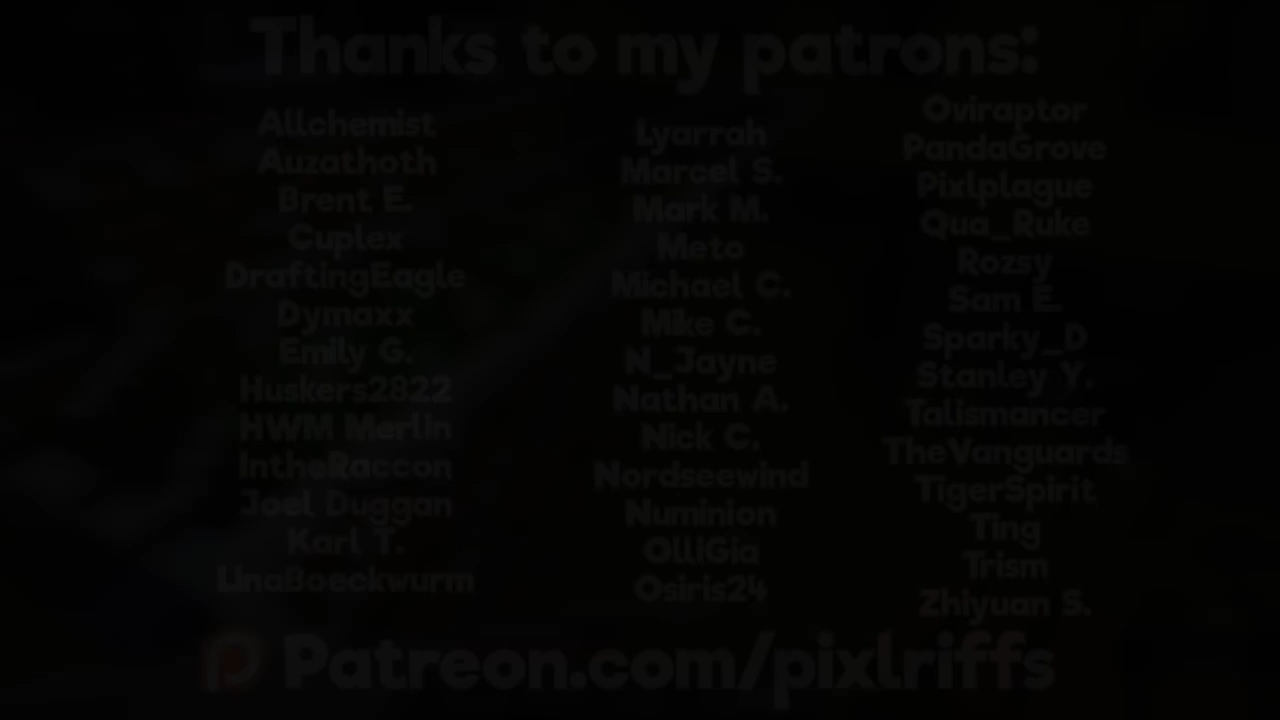 Thanks to my patrons:
Allchemist
Auzathoth
Brent E.
Cuplex
DraftingEagle
Dymaxx
Emily G.
Huskers2822
HWM Merlin
IntheRaccon
Joel Duggan
Karl T.
LinaBoeckwurm
Lyarrah
Marcel S.
Mark M.
Meto
Michael C.
Mike C.
N_Jayne
Nathan A.
Nick C.
Nordseewind
Numinion
OlliGia
Osiris24
Oviraptor
PandaGrove
Pixlplague
Qua_Ruke
Rozsy
Sam E.
Sparky_D
Stanley Y.
Talismancer
TheVanguards
TigerSpirit
Ting
Trism
Zhiyuan S.
Patreon.com/pixlriffs